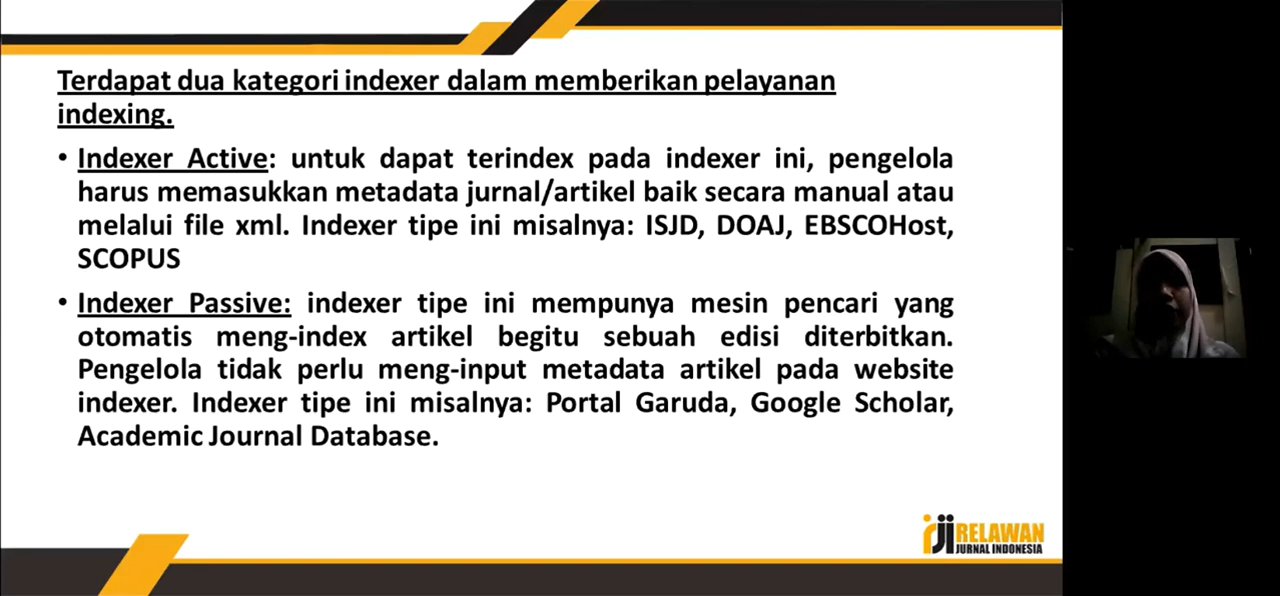 Terdapat dua kategori indexer dalam memberikan pelayanan
indexing.
• Indexer Active: untuk dapat terindex pada indexer ini, pengelola
harus memasukkan metadata jurnal/artikel baik secara manual atau
melalui file xml. Indexer tipe ini misalnya: ISJD, DOAJ, EBSCOHost,
SCOPUS
• Indexer Passive: indexer tipe ini mempunya mesin pencari yang
otomatis meng-index artikel begitu sebuah edisi diterbitkan.
Pengelola tidak perlu meng-input metadata artikel pada website
indexer. Indexer tipe ini misalnya: Portal Garuda, Google Scholar,
Academic Journal Database.
rji RELAWAN
JURNAL INDONESIA